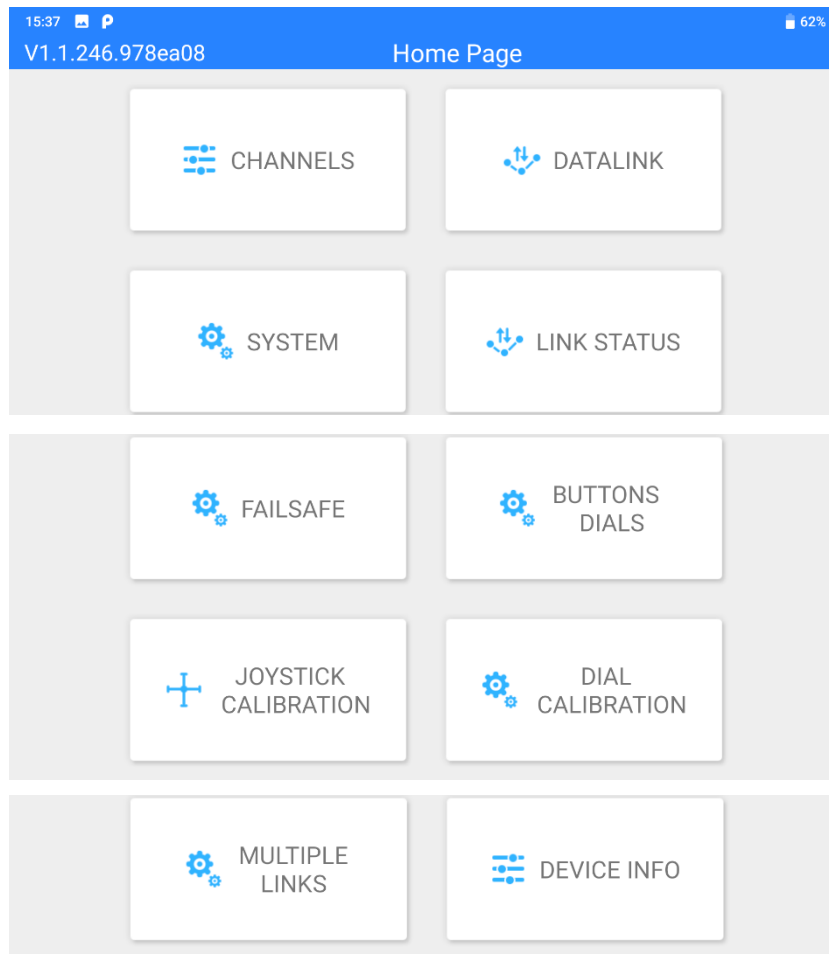 15:37 62%
V1.1.246.978ea08 Home Page
CHANNELS DATALINK
SYSTEM LINK STATUS
FAILSAFE BUTTONS
DIALS
JOYSTICK
CALIBRATION
DIAL
CALIBRATION
MULTIPLE
LINKS
DEVICE INFO